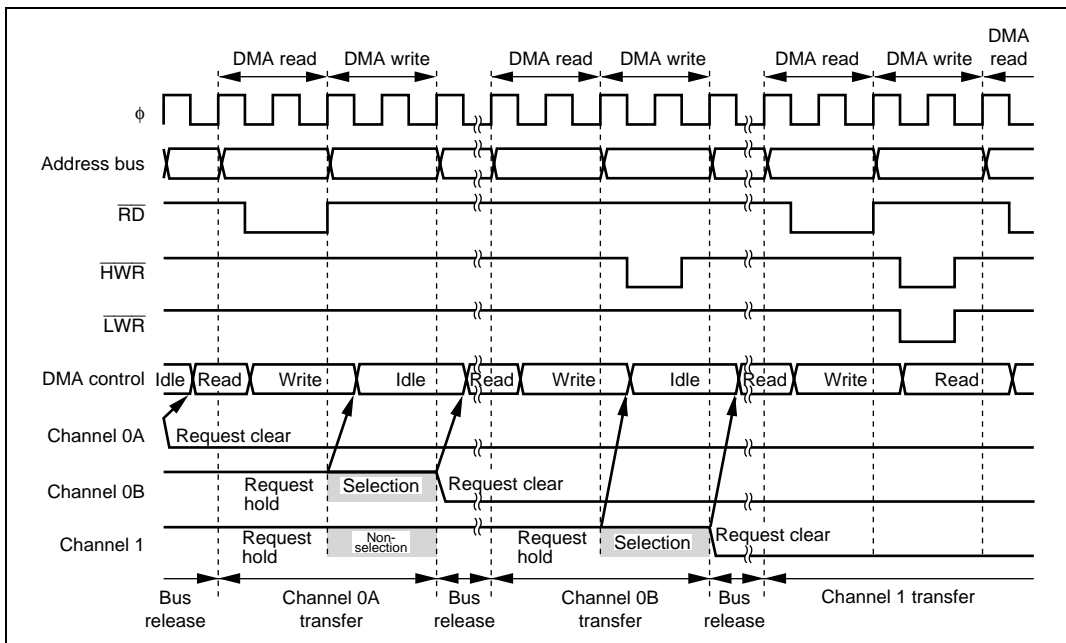 DMA read DMA write DMA read DMA write DMA read DMA write DMA read
φ
Address bus
RD
HWR
LWR
DMA control Idle Read Write Idle Read Write Idle Read Write Read
Channel 0A Request clear
Channel 0B Request hold Selection Request clear
Channel 1 Request hold Non-selection Request hold Selection Request clear
Bus release Channel 0A transfer Bus release Channel 0B transfer Bus release Channel 1 transfer